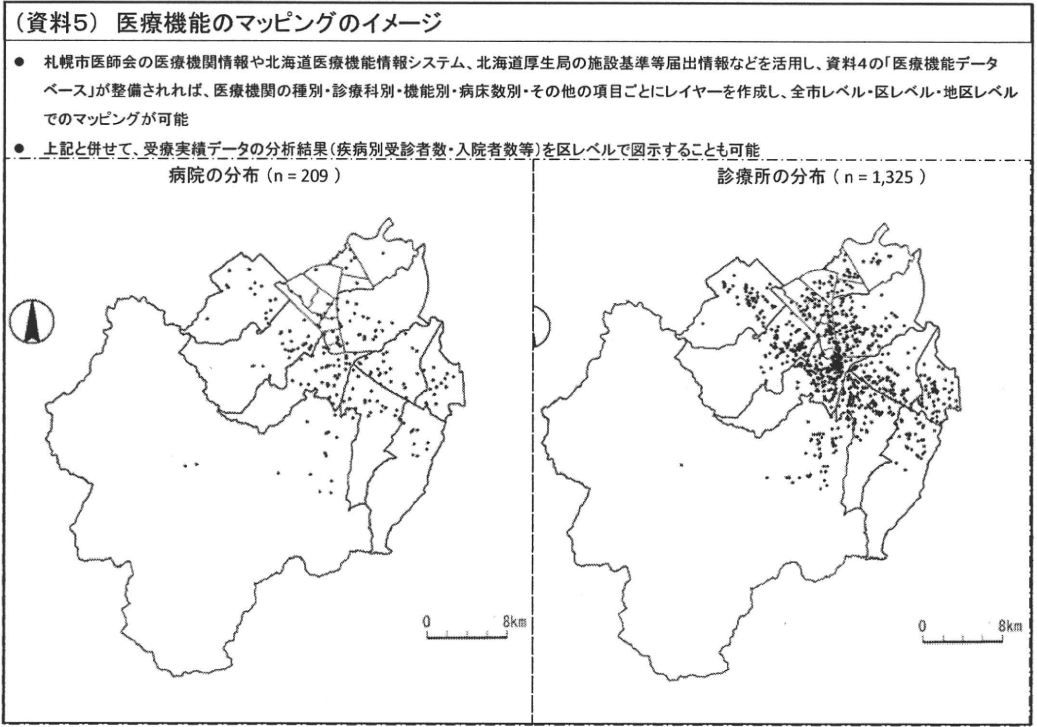 （資料５） 医療機能のマッピングのイメージ
● 札幌市医師会の医療機関情報や北海道医療機能情報システム、北海道厚生局の施設基準等届出情報などを活用し、資料４の「医療機能データ
ベース」が整備されれば、医療機関の種別・診療科別・機能別・病床数別・その他の項目ごとにレイヤーを作成し、全市レベル・区レベル・地区レベル
でのマッピングが可能
● 上記と併せて、受療実績データの分析結果（疾病別受診者数・入院者数等）を区レベルで図示することも可能
病院の分布（n = 209 ）
診療所の分布（ n = 1,325 ）
0 8km
0 8km